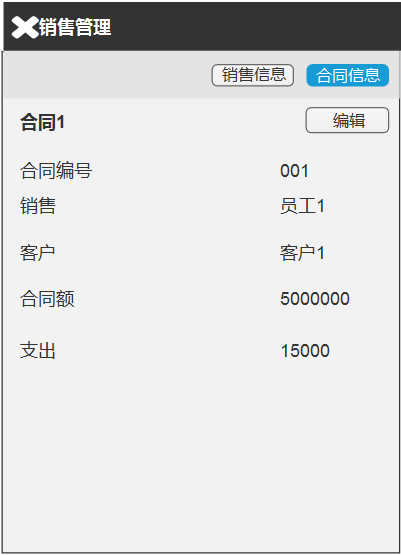 销售管理
销售信息 合同信息
合同1 编辑
合同编号 001
销售 员工1
客户 客户1
合同额 5000000
支出 15000